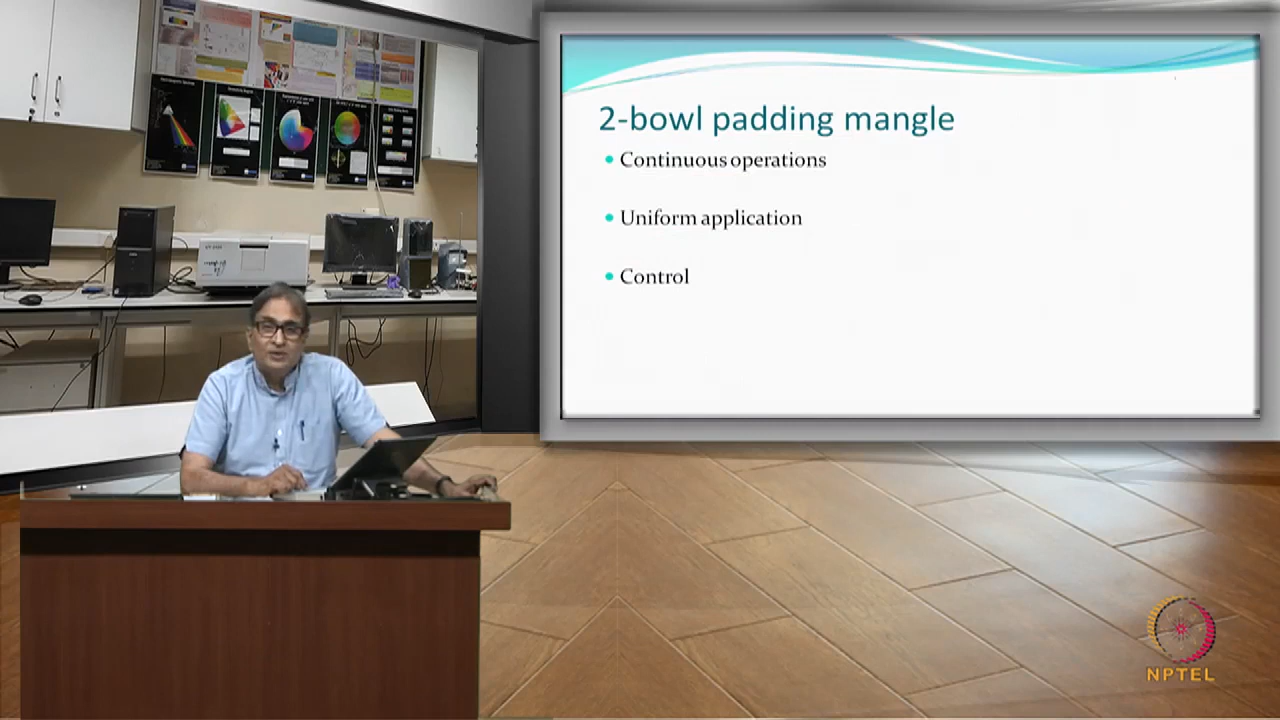 2-bowl padding mangle
Continuous operations
Uniform application
Control
NPTEL